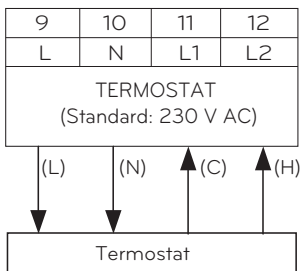 9 10 11 12
L N L1 L2
TERMOSTAT
(Standard: 230 V AC)
(L) (N) (C) (H)
Termostat